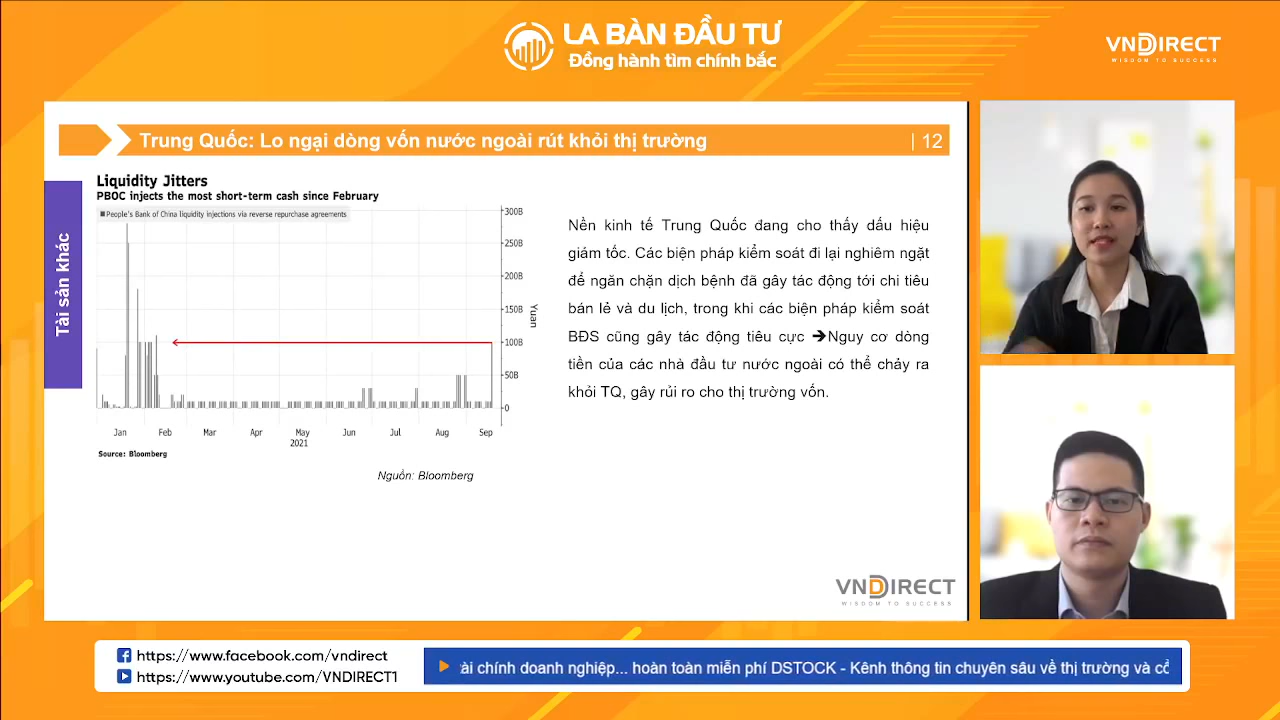 LA BÀN ĐẦU TƯ
Đồng hành tìm chính bắc
VNDIRECT
WISDOM TO SUCCESS
Trung Quốc: Lo ngại dòng vốn nước ngoài rút khỏi thị trường
| 12
Tài sản khác
Liquidity Jitters
PBOC injects the most short-term cash since February
People's Bank of China liquidity injections via reverse repurchase agreements
300B
250B
200B
150B
100B
50B
0
Yuan
Jan Feb Mar Apr May Jun Jul Aug Sep
2021
Source: Bloomberg
Nguồn: Bloomberg
Nền kinh tế Trung Quốc đang cho thấy dấu hiệu
giảm tốc. Các biện pháp kiểm soát đi lại nghiêm ngặt
để ngăn chặn dịch bệnh đã gây tác động tới chi tiêu
bán lẻ và du lịch, trong khi các biện pháp kiểm soát
BĐS cũng gây tác động tiêu cực ➔Nguy cơ dòng
tiền của các nhà đầu tư nước ngoài có thể chảy ra
khỏi TQ, gây rủi ro cho thị trường vốn.
VNDIRECT
WISDOM TO SUCCESS
https://www.facebook.com/vndirect
https://www.youtube.com/VNDIRECT1
tài chính doanh nghiệp... hoàn toàn miễn phí DSTOCK - Kênh thông tin chuyên sâu về thị trường và cổ